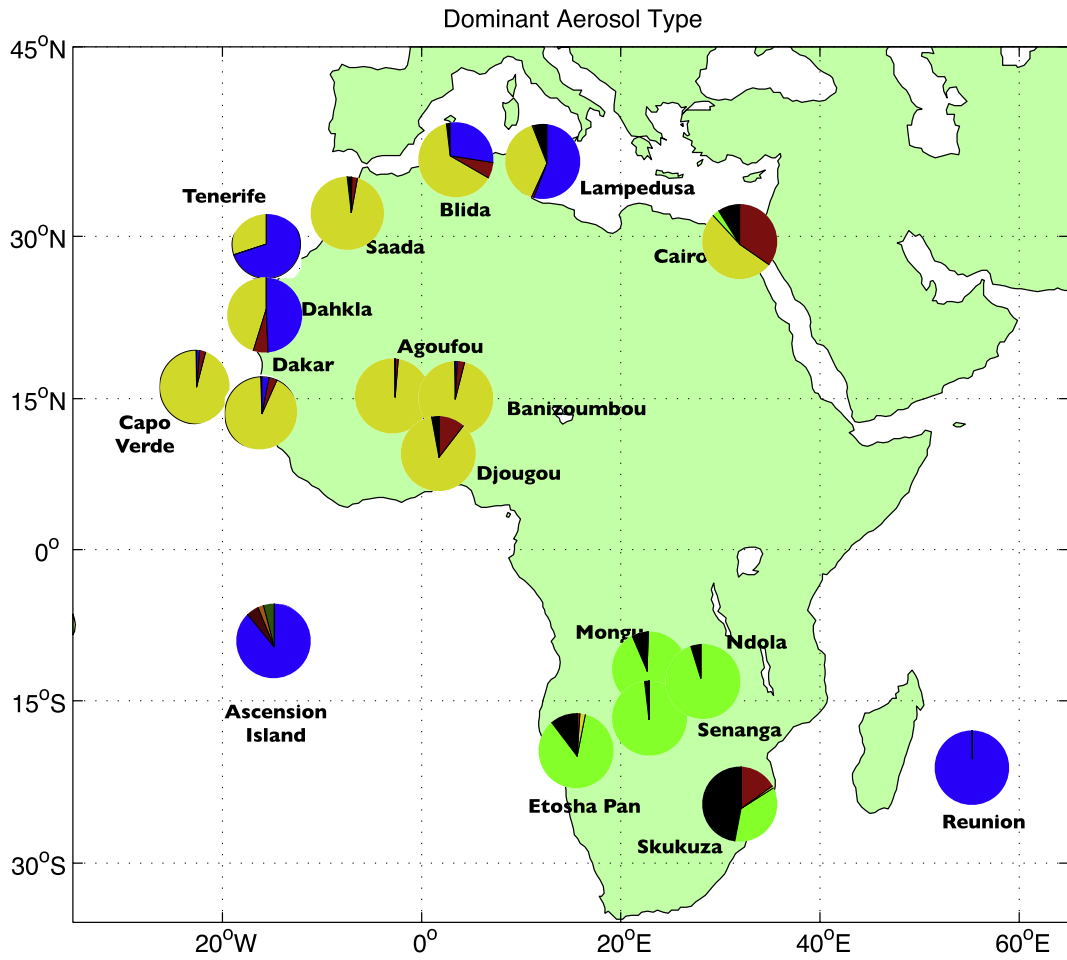 Dominant Aerosol Type
45°N
30°N
15°N
0°
15°S
30°S
20°W
0°
20°E
40°E
60°E
Tenerife
Saada
Blida
Lampedusa
Cairo
Dahkla
Dakar
Agoufou
Capo
Verde
Banizoumbou
Djougou
Mongu
Ndola
Ascension
Island
Senanga
Etosha Pan
Skukuza
Reunion